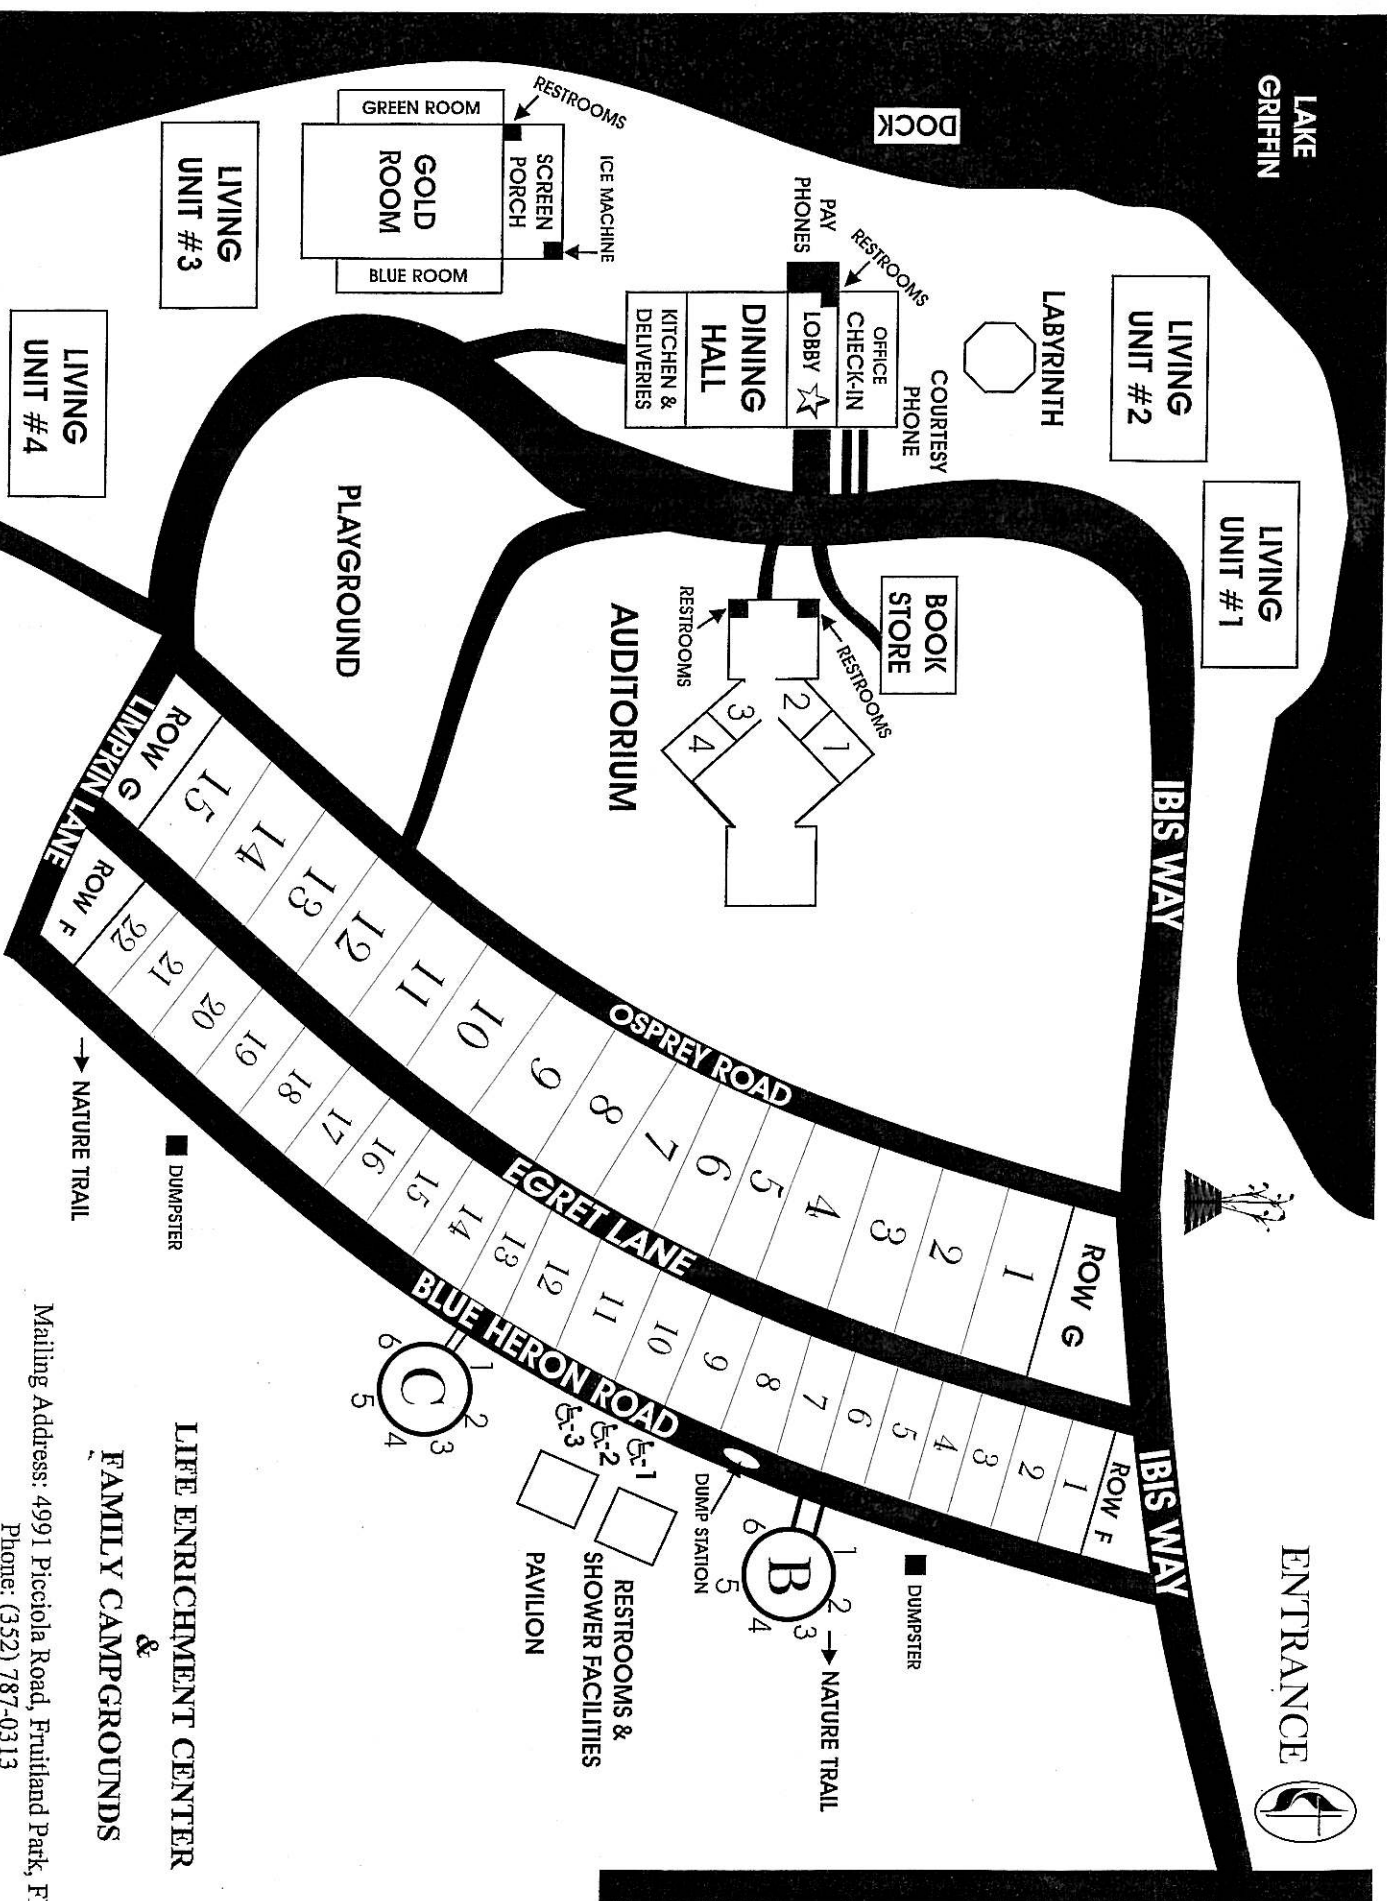 LAKE
GRIFFIN
DOCK
LIVING
UNIT #1
LIVING
UNIT #2
LABYRINTH
COURTESY
PHONE
RESTROOMS
PAY
PHONES
OFFICE
CHECK-IN
LOBBY
DINING
HALL
KITCHEN &
DELIVERIES
ICE MACHINE
RESTROOMS
SCREEN
PORCH
GREEN ROOM
GOLD
ROOM
BLUE ROOM
LIVING
UNIT #3
LIVING
UNIT #4
PLAYGROUND
BOOK
STORE
RESTROOMS
RESTROOMS
1
2
3
4
AUDITORIUM
IBIS WAY
IBIS WAY
ENTRANCE
OSPREY ROAD
ROW G
1
2
3
4
5
6
7
8
9
10
11
12
13
14
15
ROW G
EGRET LANE
ROW F
1
2
3
4
5
6
7
8
9
10
11
12
13
14
15
16
17
18
19
20
21
22
ROW F
LIMPKIN LANE
BLUE HERON ROAD
DUMPSTER
NATURE TRAIL
B
1
2
3
4
5
6
DUMP STATION
-1
-2
-3
RESTROOMS &
SHOWER FACILITIES
PAVILION
C
1
2
3
4
5
6
DUMPSTER
NATURE TRAIL
LIFE ENRICHMENT CENTER
&
FAMILY CAMPGROUNDS
Mailing Address: 4991 Picciola Road, Fruitland Park, F
Phone: (352) 787-0313